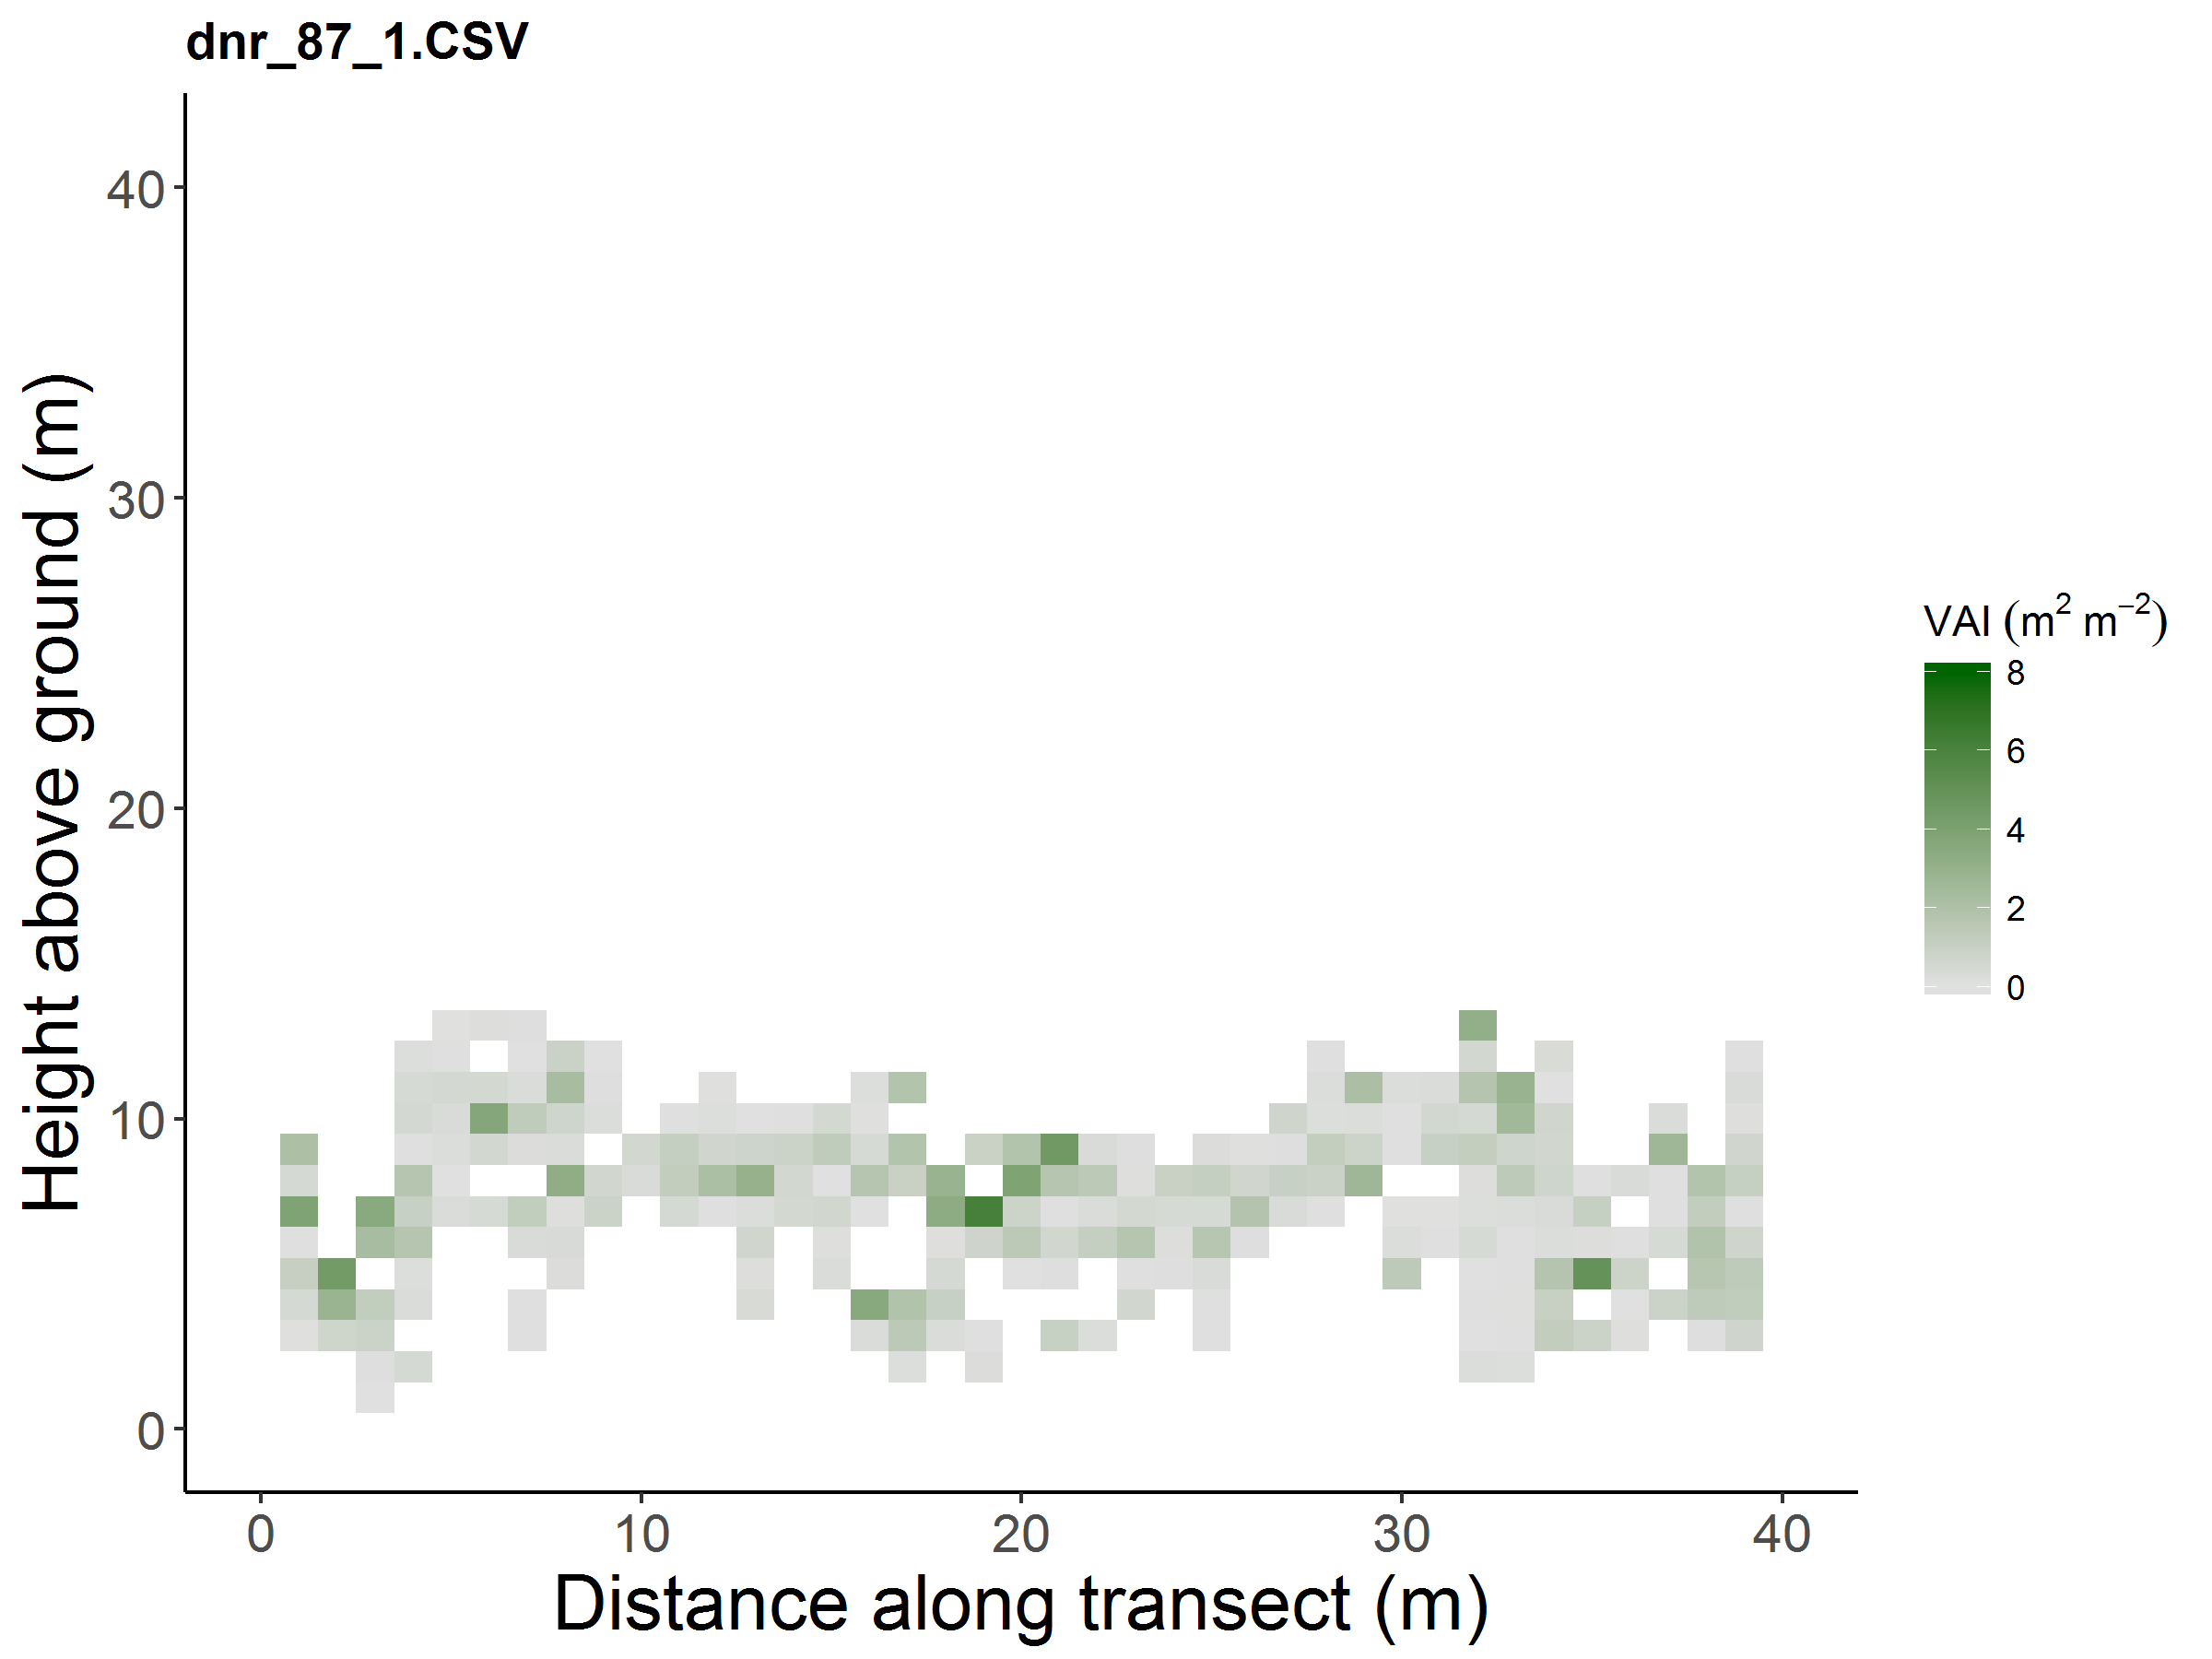 dnr_87_1.CSV
Height above ground (m)
40
30
20
10
0
0 10 20 30 40
Distance along transect (m)
VAI (m² m⁻²)
8
6
4
2
0